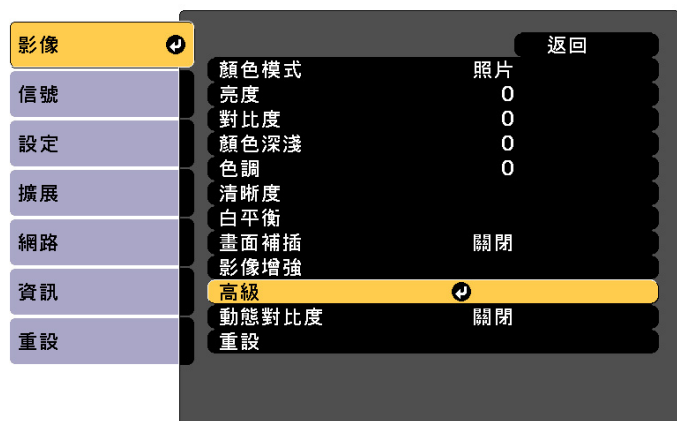 影像
信號
設定
擴展
網路
資訊
重設
返回
顏色模式 照片
亮度 0
對比度 0
顏色深淺 0
色調 0
清晰度
白平衡
畫面補插 關閉
影像增強
高級
動態對比度 關閉
重設